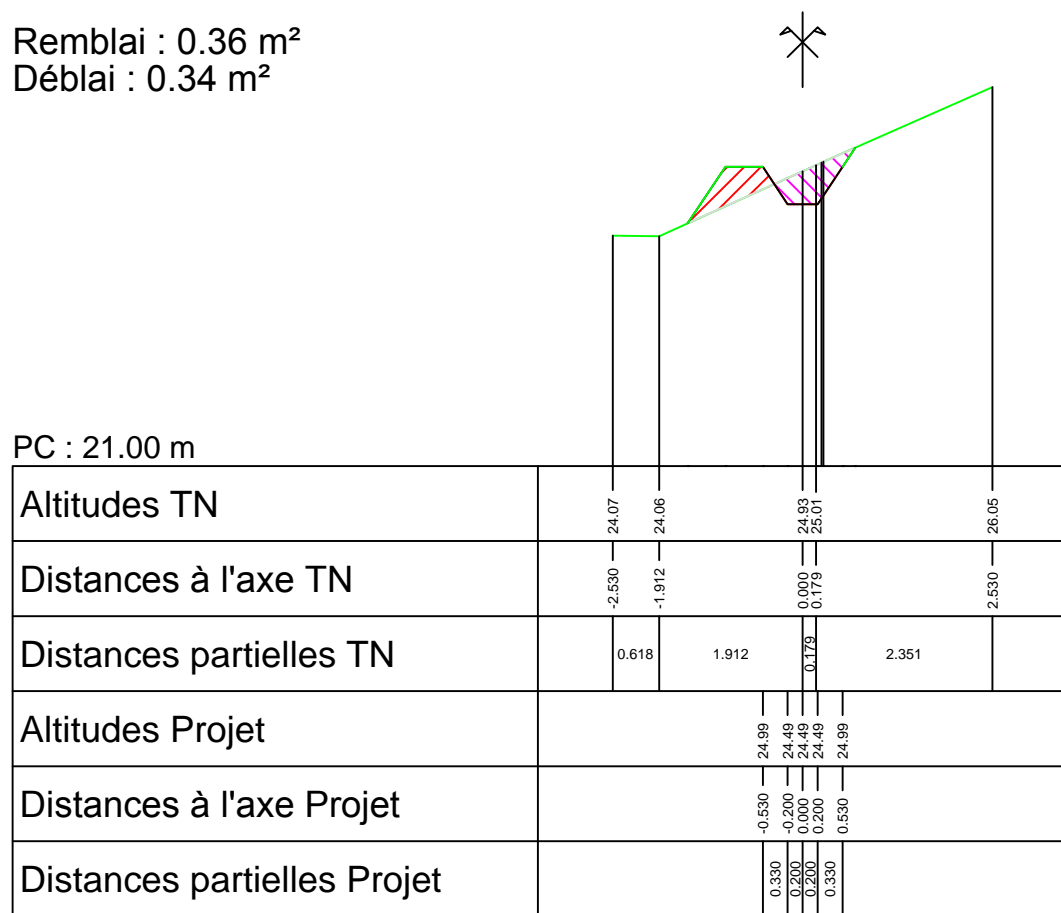 Remblai : 0.36 m²
Déblai : 0.34 m²
PC : 21.00 m
Altitudes TN 24.07 24.06 24.93 25.01 26.05
Distances à l'axe TN -2.530 -1.912 0.000 0.179 2.530
Distances partielles TN 0.618 1.912 0.179 2.351
Altitudes Projet 24.99 24.49 24.49 24.49 24.99
Distances à l'axe Projet -0.530 -0.200 0.000 0.200 0.530
Distances partielles Projet 0.330 0.200 0.200 0.330